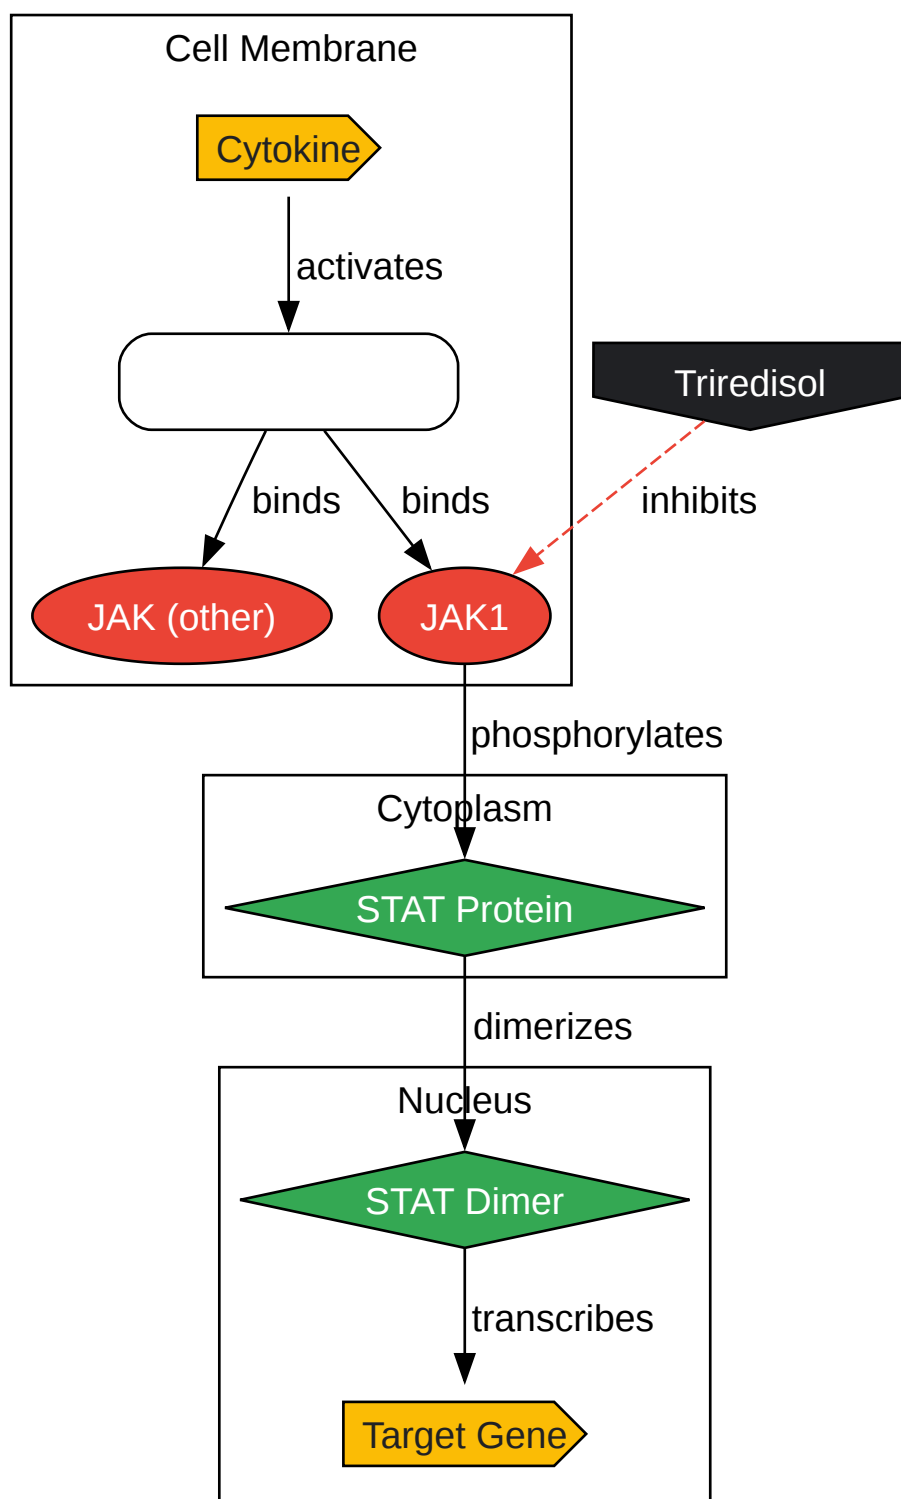 Cell Membrane
Cytokine
activates
Triredisol
binds
binds
inhibits
JAK (other)
JAK1
phosphorylates
Cytoplasm
STAT Protein
dimerizes
Nucleus
STAT Dimer
transcribes
Target Gene